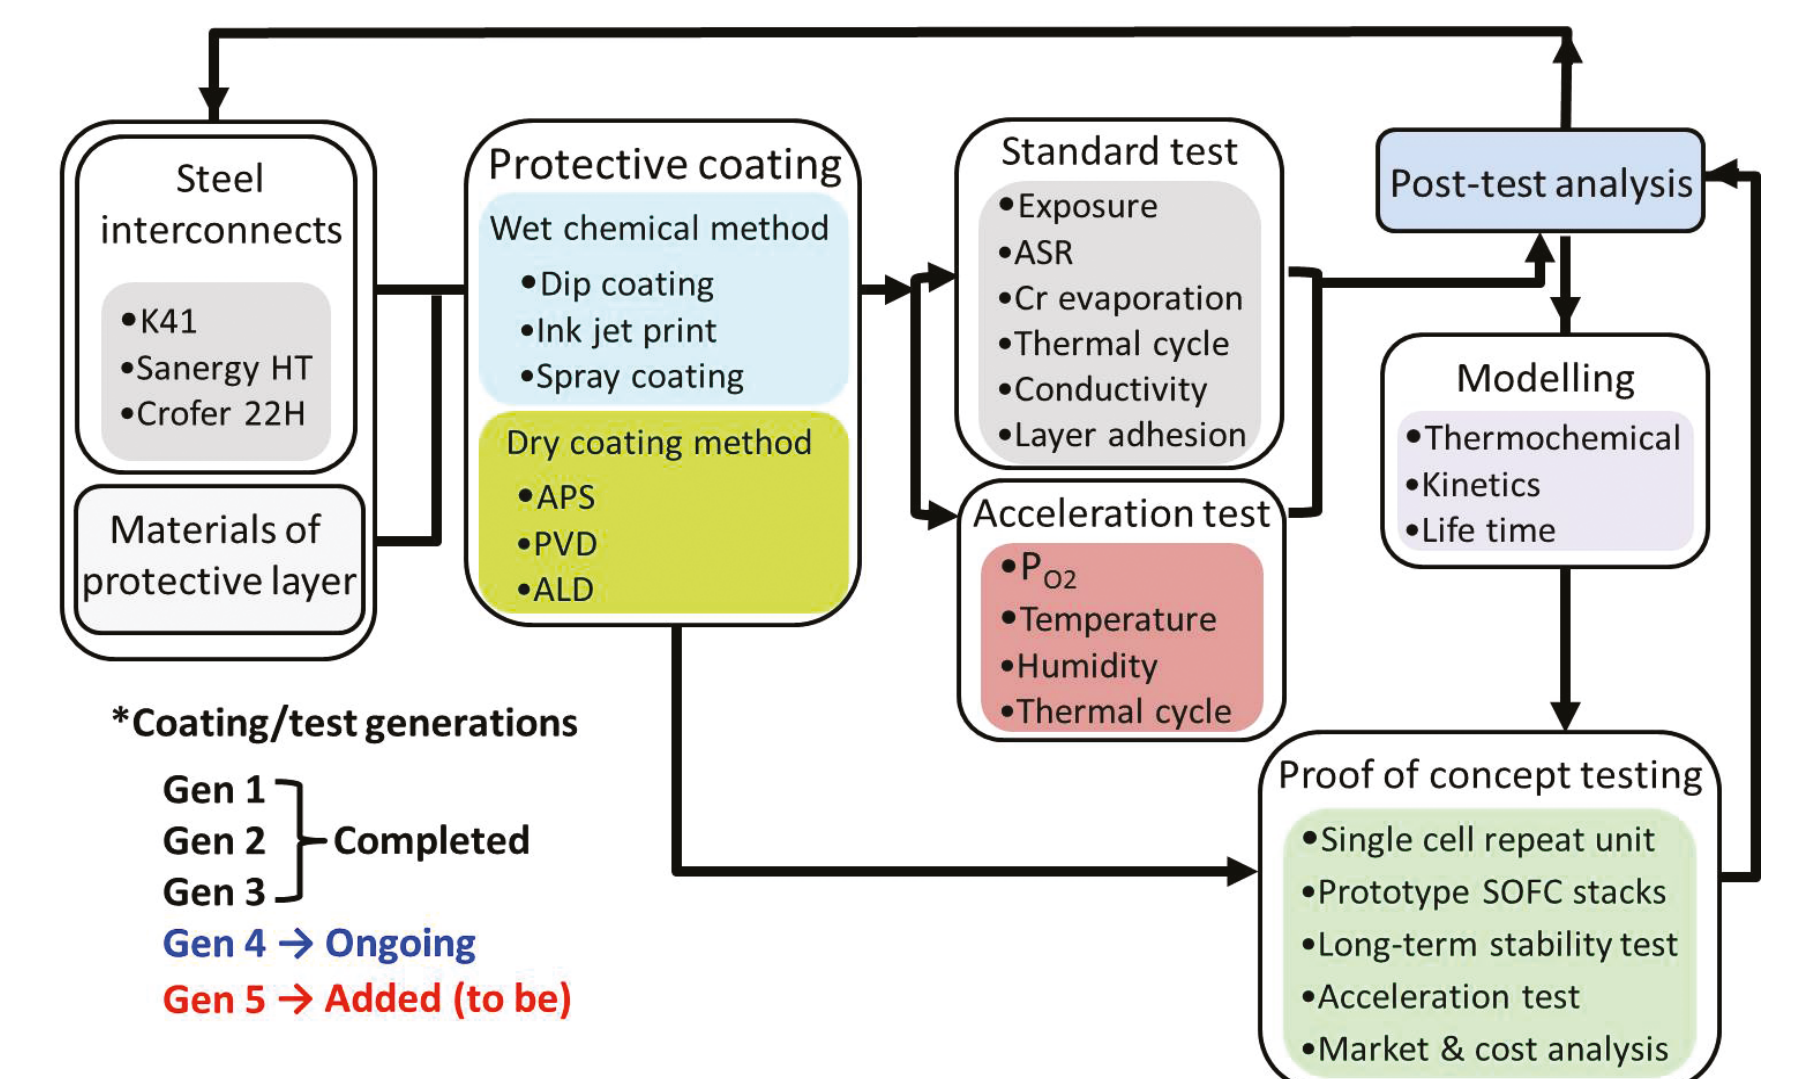 Steel
interconnects
•K41
•Sanergy HT
•Crofer 22H
Materials of
protective layer
Protective coating
Wet chemical method
•Dip coating
•Ink jet print
•Spray coating
Dry coating method
•APS
•PVD
•ALD
Standard test
•Exposure
•ASR
•Cr evaporation
•Thermal cycle
•Conductivity
•Layer adhesion
Acceleration test
•PO2
•Temperature
•Humidity
•Thermal cycle
Post-test analysis
Modelling
•Thermochemical
•Kinetics
•Life time
Proof of concept testing
•Single cell repeat unit
•Prototype SOFC stacks
•Long-term stability test
•Acceleration test
•Market & cost analysis
*Coating/test generations
Gen 1
Gen 2
Gen 3
Completed
Gen 4 → Ongoing
Gen 5 → Added (to be)